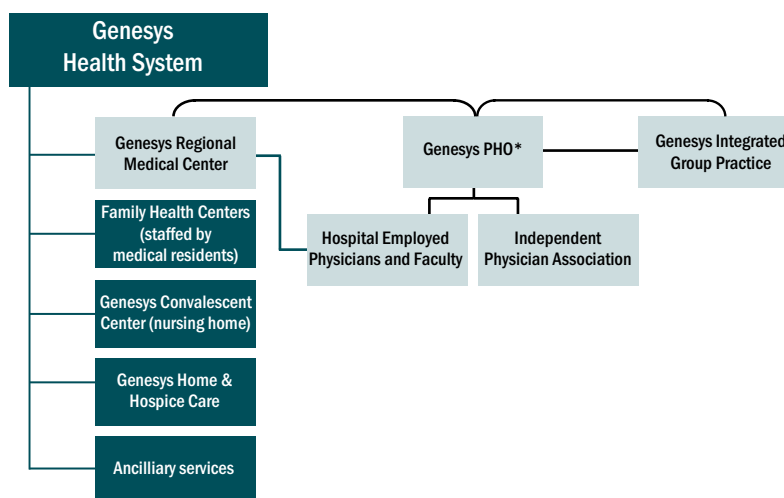 Genesys
Health System
Genesys Regional
Medical Center
Genesys PHO*
Genesys Integrated
Group Practice
Family Health Centers
(staffed by
medical residents)
Hospital Employed
Physicians and Faculty
Independent
Physician Association
Genesys Convalescent
Center (nursing home)
Genesys Home &
Hospice Care
Ancilliary services